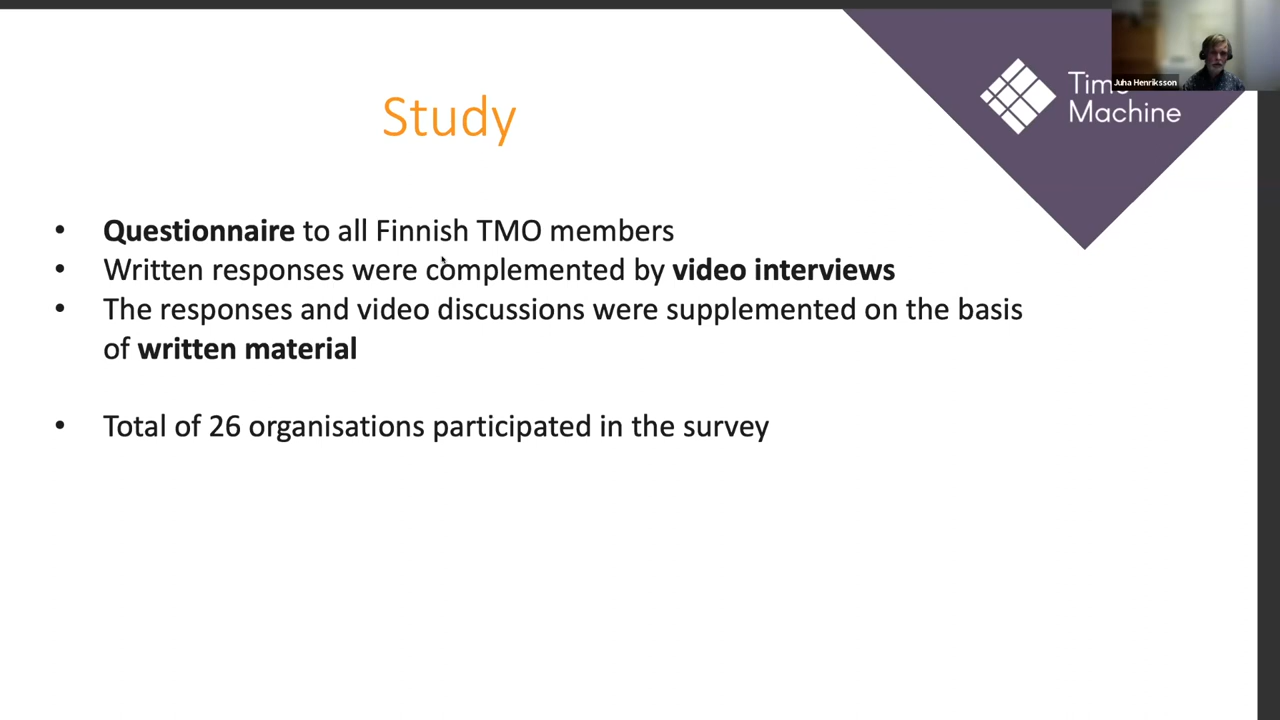 Study
Time
Machine
Juha Henriksson
• Questionnaire to all Finnish TMO members
• Written responses were complemented by video interviews
• The responses and video discussions were supplemented on the basis
of written material
• Total of 26 organisations participated in the survey